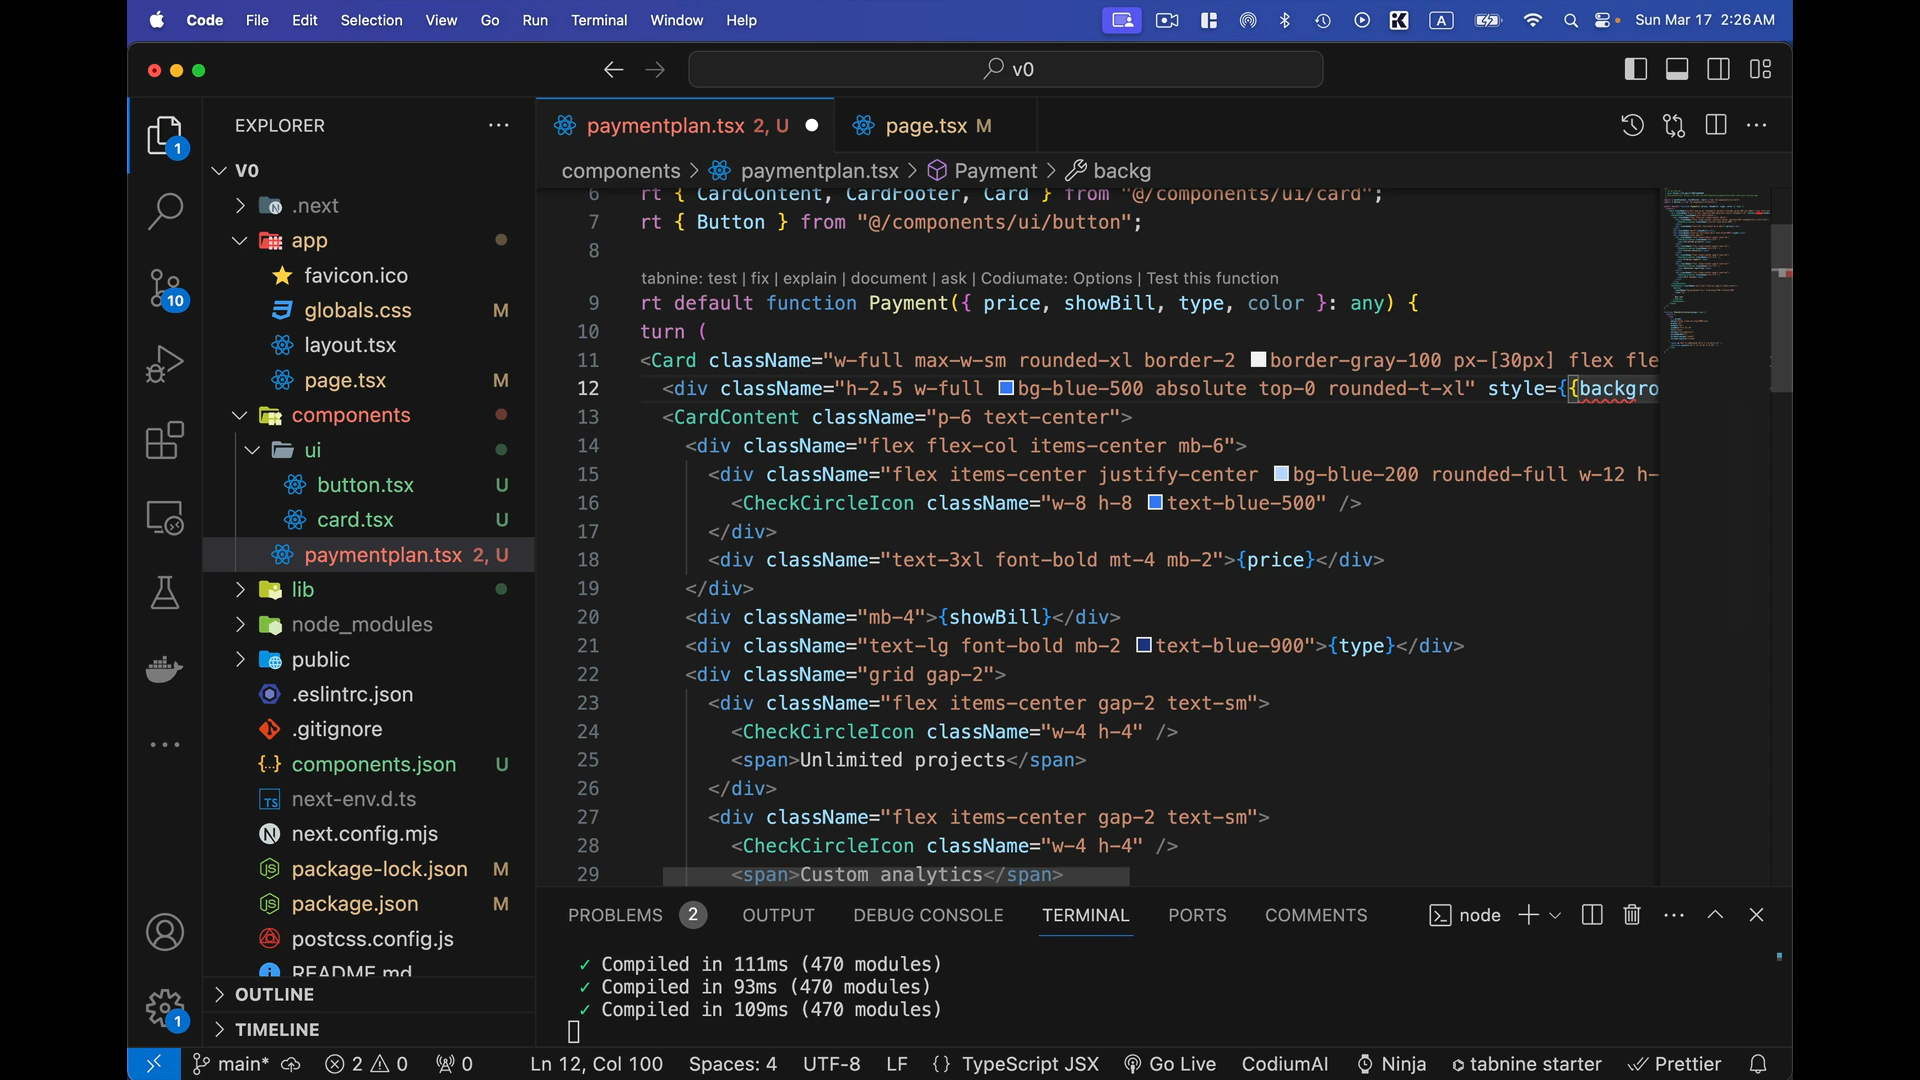 Code File Edit Selection View Go Run Terminal Window Help
A
Sun Mar 17 2:26 AM
v0
EXPLORER
paymentplan.tsx 2, U
page.tsx M
components > paymentplan.tsx > Payment > backg
1
10
1
V0
.next
app
favicon.ico
globals.css M
layout.tsx
page.tsx M
components
ui
button.tsx U
card.tsx U
paymentplan.tsx 2, U
lib
node_modules
public
.eslintrc.json
.gitignore
components.json U
next-env.d.ts
next.config.mjs
package-lock.json M
package.json M
postcss.config.js
README.md
OUTLINE
TIMELINE
6 rt { CardContent, CardFooter, Card } from "@/components/ui/card";
7 rt { Button } from "@/components/ui/button";
8
tabnine: test | fix | explain | document | ask | Codiumate: Options | Test this function
9 rt default function Payment({ price, showBill, type, color }: any) {
10 turn (
11 <Card className="w-full max-w-sm rounded-xl border-2 border-gray-100 px-[30px] flex fle
12 <div className="h-2.5 w-full bg-blue-500 absolute top-0 rounded-t-xl" style={{backgro
13 <CardContent className="p-6 text-center">
14 <div className="flex flex-col items-center mb-6">
15 <div className="flex items-center justify-center bg-blue-200 rounded-full w-12 h-
16 <CheckCircleIcon className="w-8 h-8 text-blue-500" />
17 </div>
18 <div className="text-3xl font-bold mt-4 mb-2">{price}</div>
19 </div>
20 <div className="mb-4">{showBill}</div>
21 <div className="text-lg font-bold mb-2 text-blue-900">{type}</div>
22 <div className="grid gap-2">
23 <div className="flex items-center gap-2 text-sm">
24 <CheckCircleIcon className="w-4 h-4" />
25 <span>Unlimited projects</span>
26 </div>
27 <div className="flex items-center gap-2 text-sm">
28 <CheckCircleIcon className="w-4 h-4" />
29 <span>Custom analytics</span>
PROBLEMS 2 OUTPUT DEBUG CONSOLE TERMINAL PORTS COMMENTS node
✓ Compiled in 111ms (470 modules)
✓ Compiled in 93ms (470 modules)
✓ Compiled in 109ms (470 modules)
main* 2 0 0 Ln 12, Col 100 Spaces: 4 UTF-8 LF {} TypeScript JSX Go Live CodiumAI Ninja tabnine starter Prettier